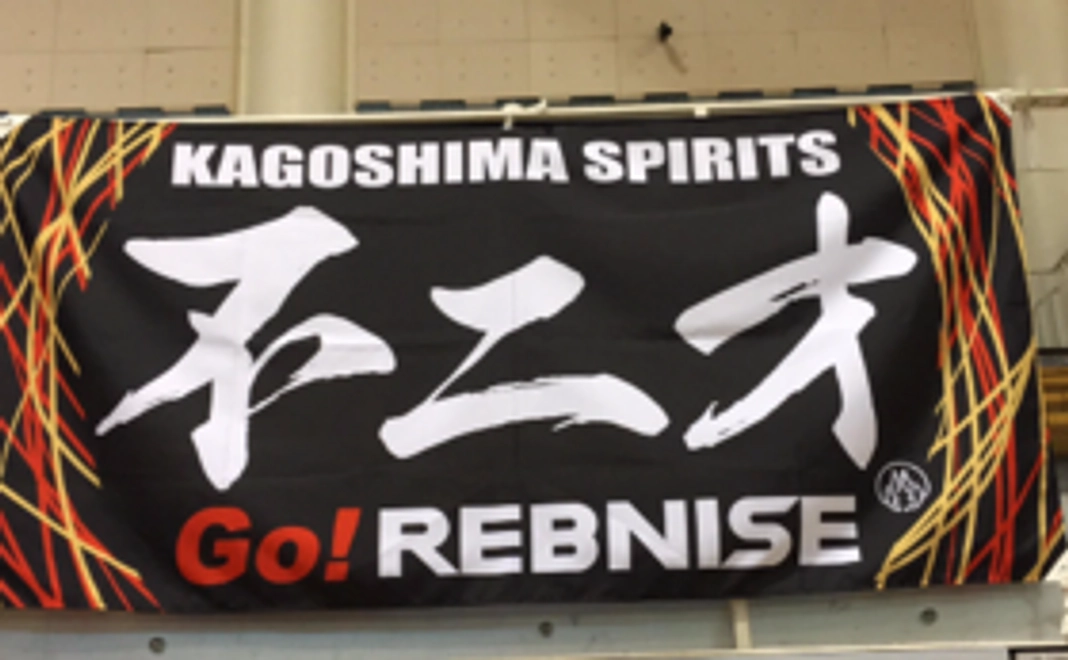 KAGOSHIMA SPIRITS
不二才
Go! REBNISE